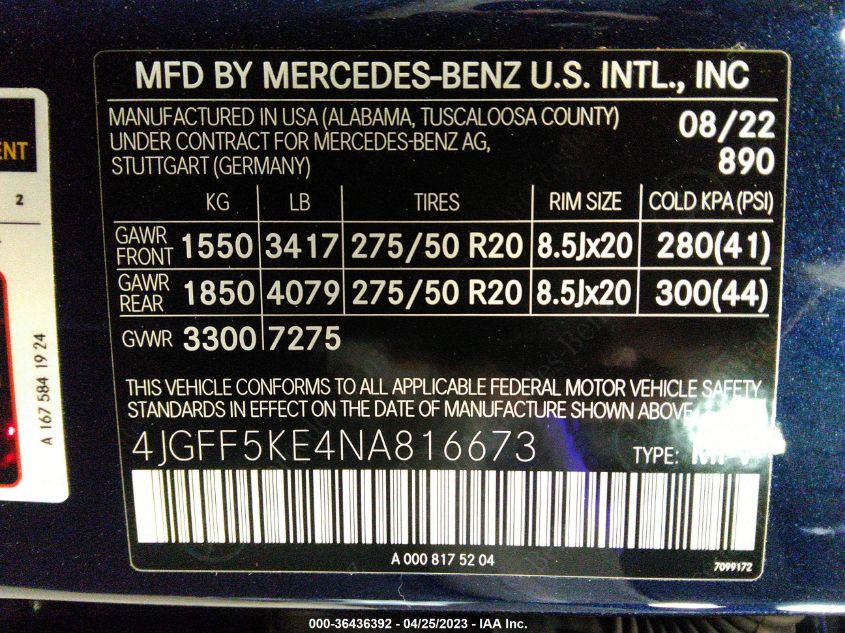 MFD BY MERCEDES-BENZ U.S. INTL., INC
MANUFACTURED IN USA (ALABAMA, TUSCALOOSA COUNTY)
UNDER CONTRACT FOR MERCEDES-BENZ AG,
STUTTGART (GERMANY)
08/22
890
KG LB TIRES RIM SIZE COLD KPA (PSI)
GAWR FRONT 1550 3417 275/50 R20 8.5Jx20 280(41)
GAWR REAR 1850 4079 275/50 R20 8.5Jx20 300(44)
GVWR 3300 7275
THIS VEHICLE CONFORMS TO ALL APPLICABLE FEDERAL MOTOR VEHICLE SAFETY
STANDARDS IN EFFECT ON THE DATE OF MANUFACTURE SHOWN ABOVE
4JGFF5KE4NA816673 TYPE:
A 000 817 52 04
7099172
2
A 167 584 19 24
000-36436392 - 04/25/2023 - IAA Inc.